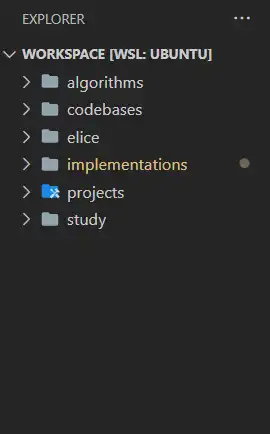 EXPLORER
WORKSPACE [WSL: UBUNTU]
algorithms
codebases
elice
implementations
projects
study